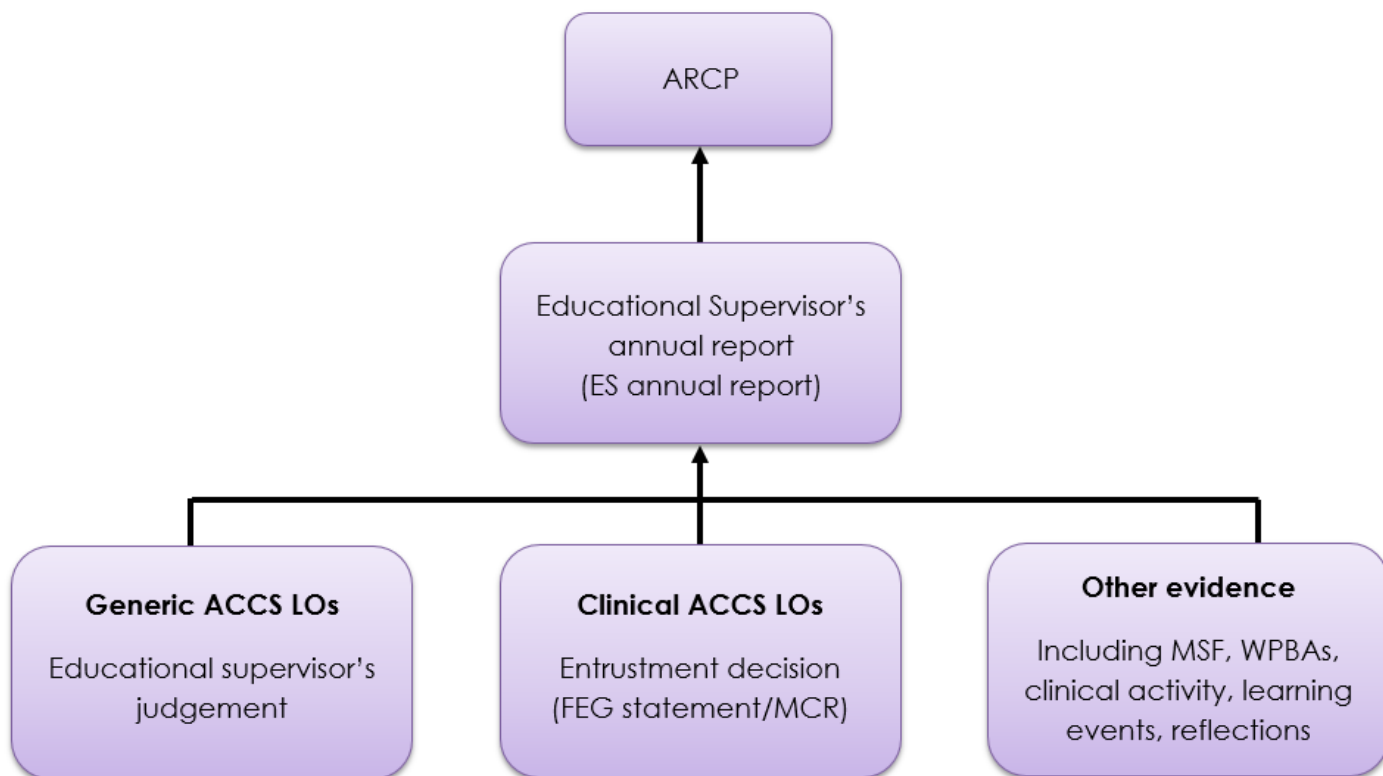 ARCP
Educational Supervisor’s
annual report
(ES annual report)
Generic ACCS LOs
Educational supervisor’s
judgement
Clinical ACCS LOs
Entrustment decision
(FEG statement/MCR)
Other evidence
Including MSF, WPBAs,
clinical activity, learning
events, reflections